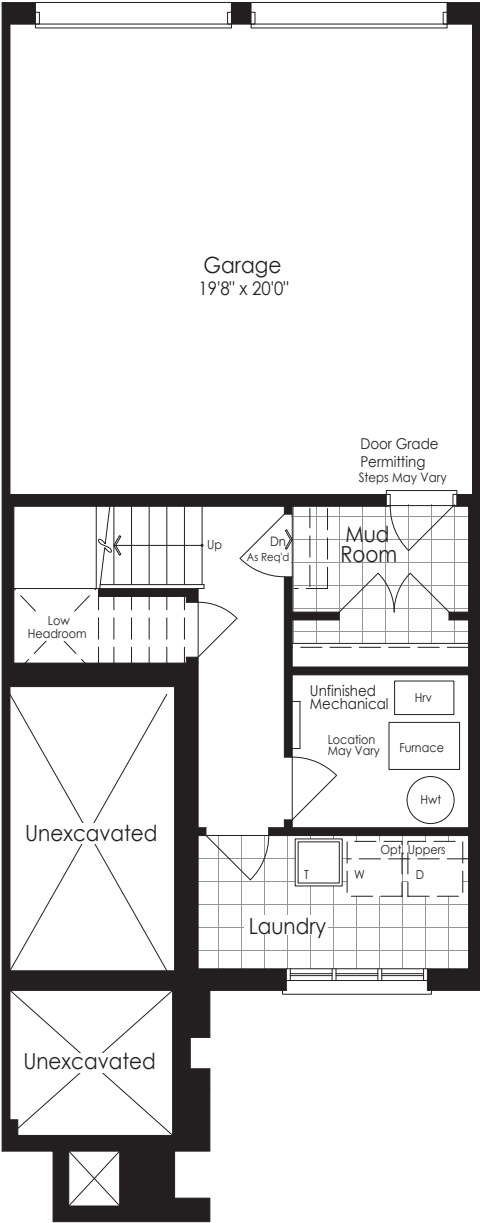 Garage
19'8" x 20'0"
Door Grade
Permitting
Steps May Vary
Up
Dn
As Req'd
Mud
Room
Low
Headroom
Unfinished
Mechanical
Hrv
Location
May Vary
Furnace
Hwt
Unexcavated
Opt. Uppers
T
W
D
Laundry
Unexcavated